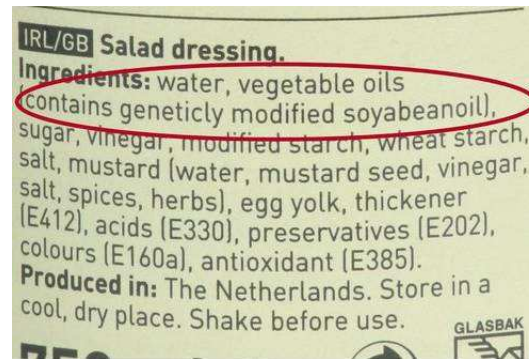 IRL/GB Salad dressing.
Ingredients: water, vegetable oils
(contains geneticly modified soyabeanoil),
sugar, vinegar, modified starch, wheat starch,
salt, mustard (water, mustard seed, vinegar,
salt, spices, herbs), egg yolk, thickener
(E412), acids (E330), preservatives (E202),
colours (E160a), antioxidant (E385).
Produced in: The Netherlands. Store in a
cool, dry place. Shake before use.
GLASBAK